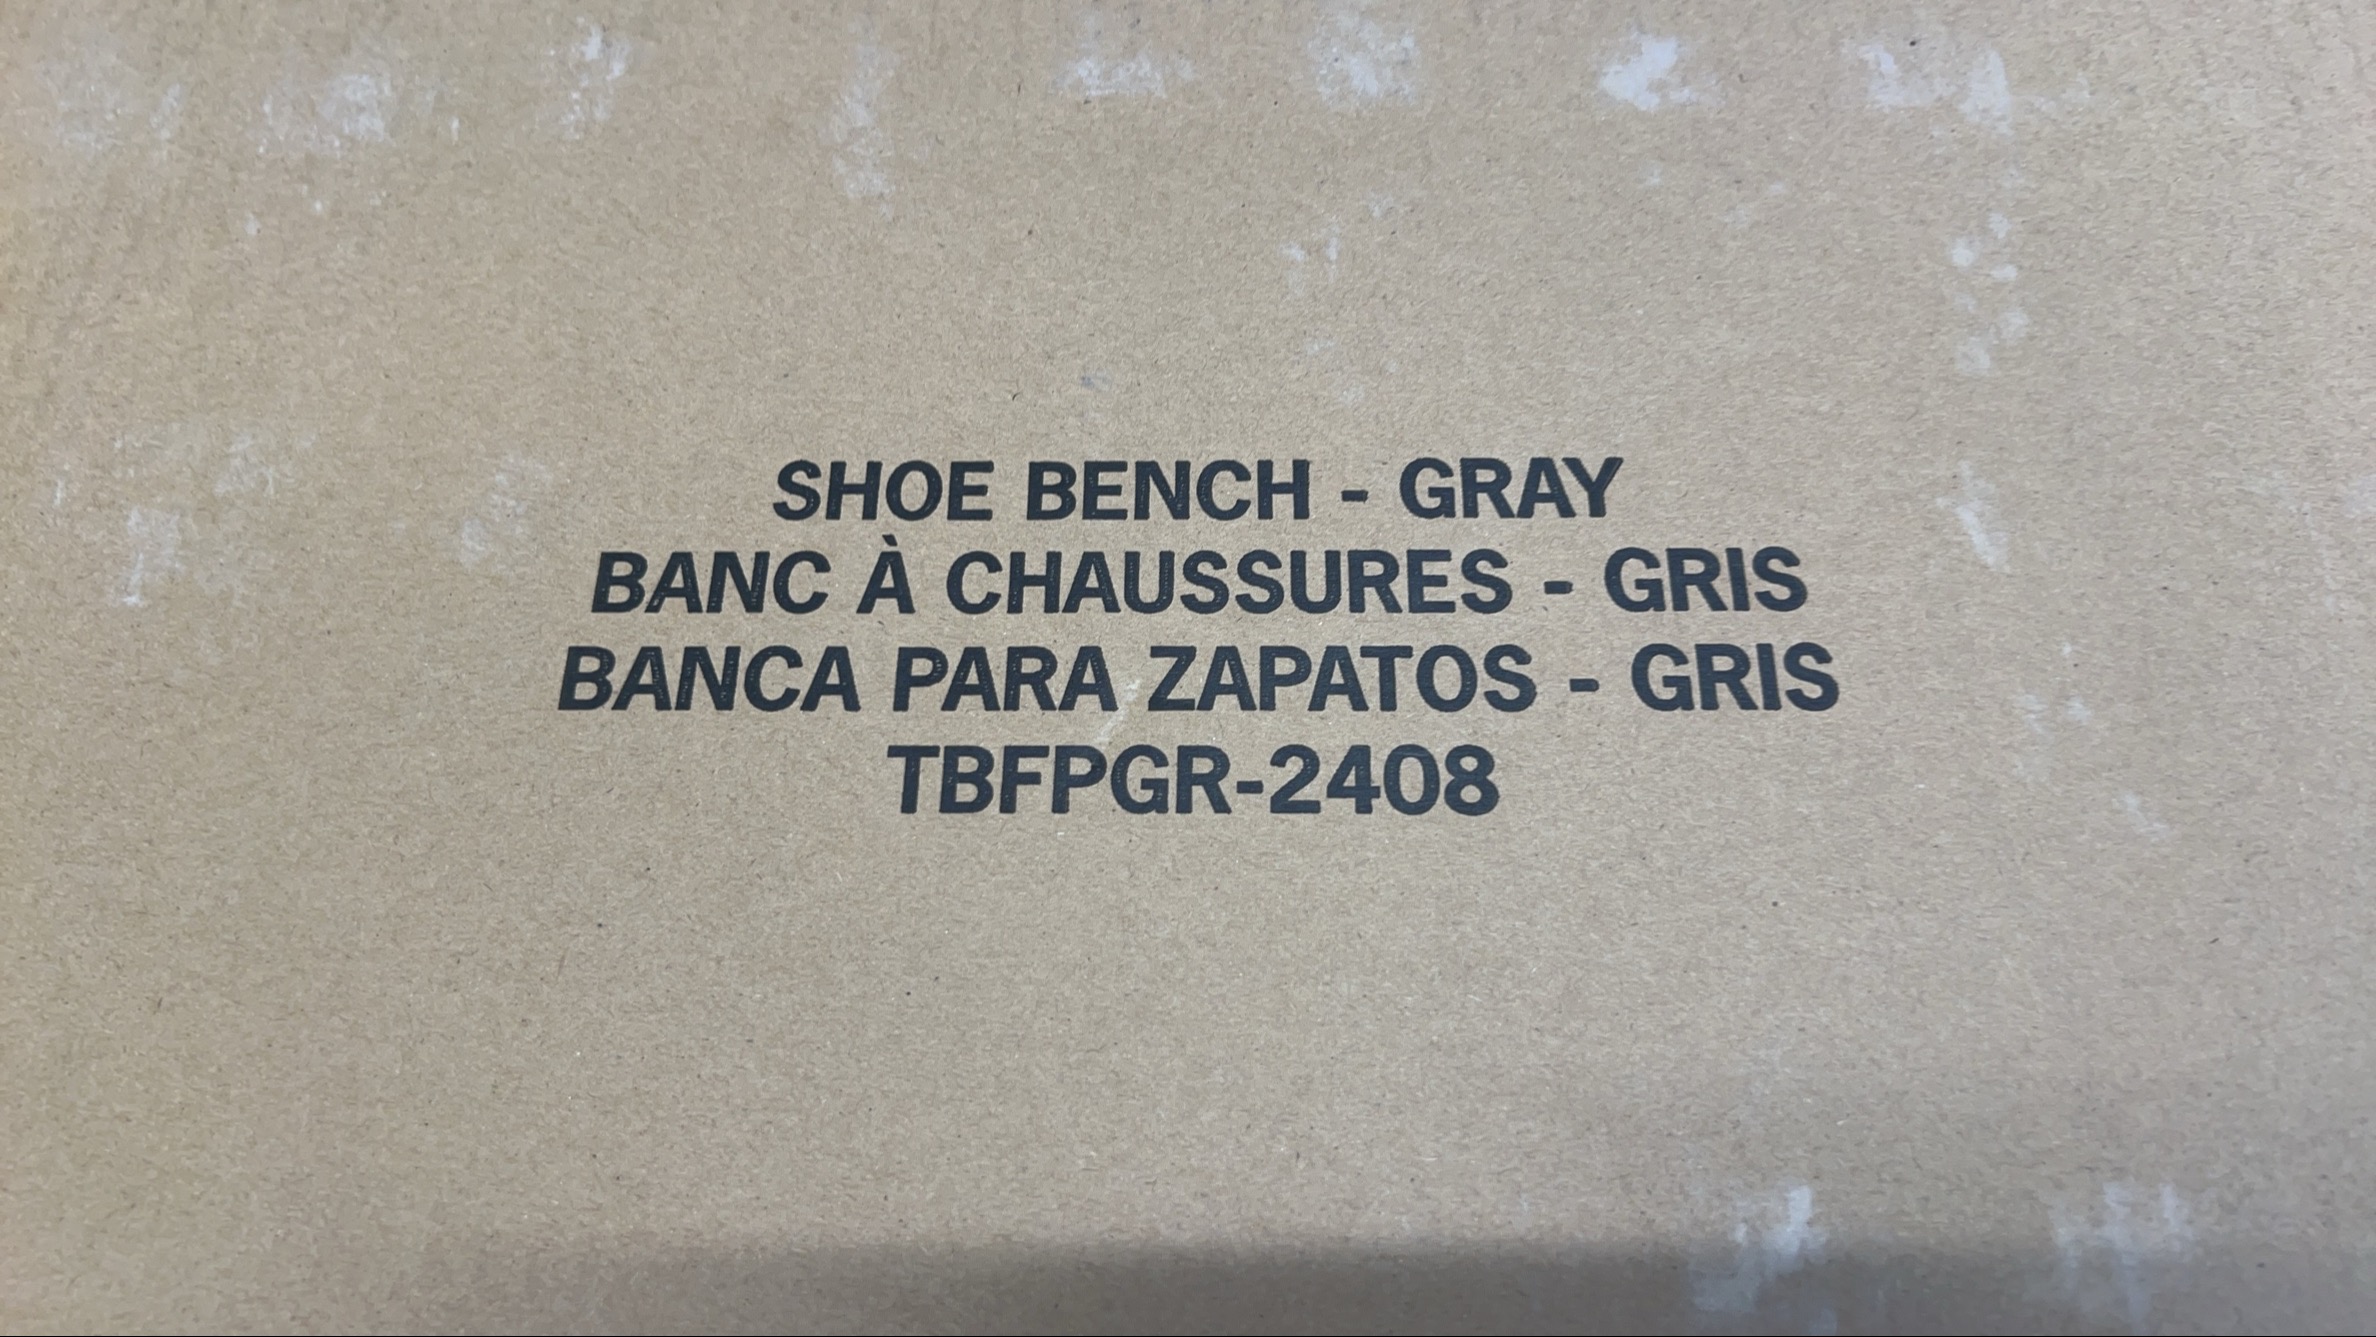 SHOE BENCH - GRAY
BANC À CHAUSSURES - GRIS
BANCA PARA ZAPATOS - GRIS
TBFPGR-2408